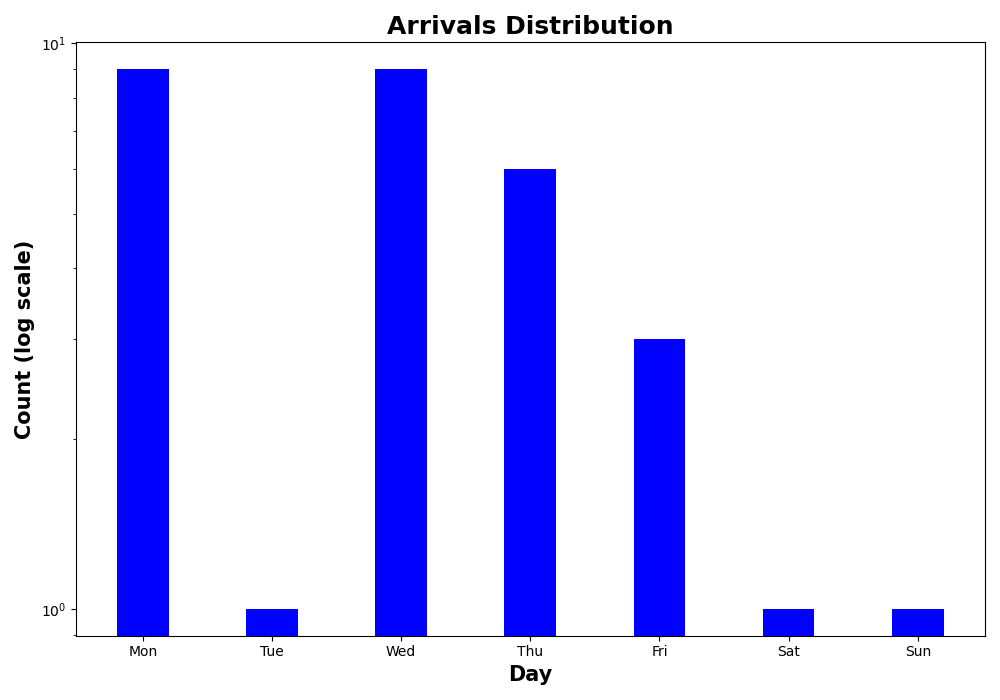 Arrivals Distribution
Count (log scale)
10¹
10⁰
Mon Tue Wed Thu Fri Sat Sun
Day